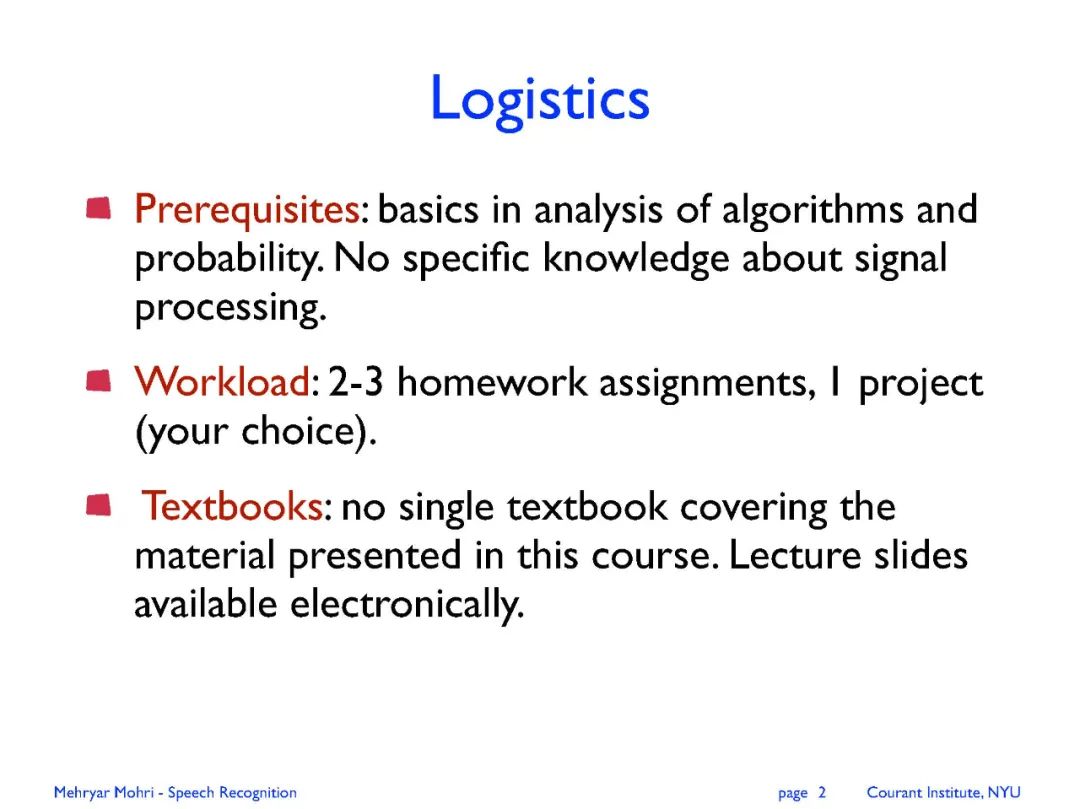 Logistics
Prerequisites: basics in analysis of algorithms and
probability. No specific knowledge about signal
processing.
Workload: 2-3 homework assignments, 1 project
(your choice).
Textbooks: no single textbook covering the
material presented in this course. Lecture slides
available electronically.
Mehryar Mohri - Speech Recognition page 2 Courant Institute, NYU